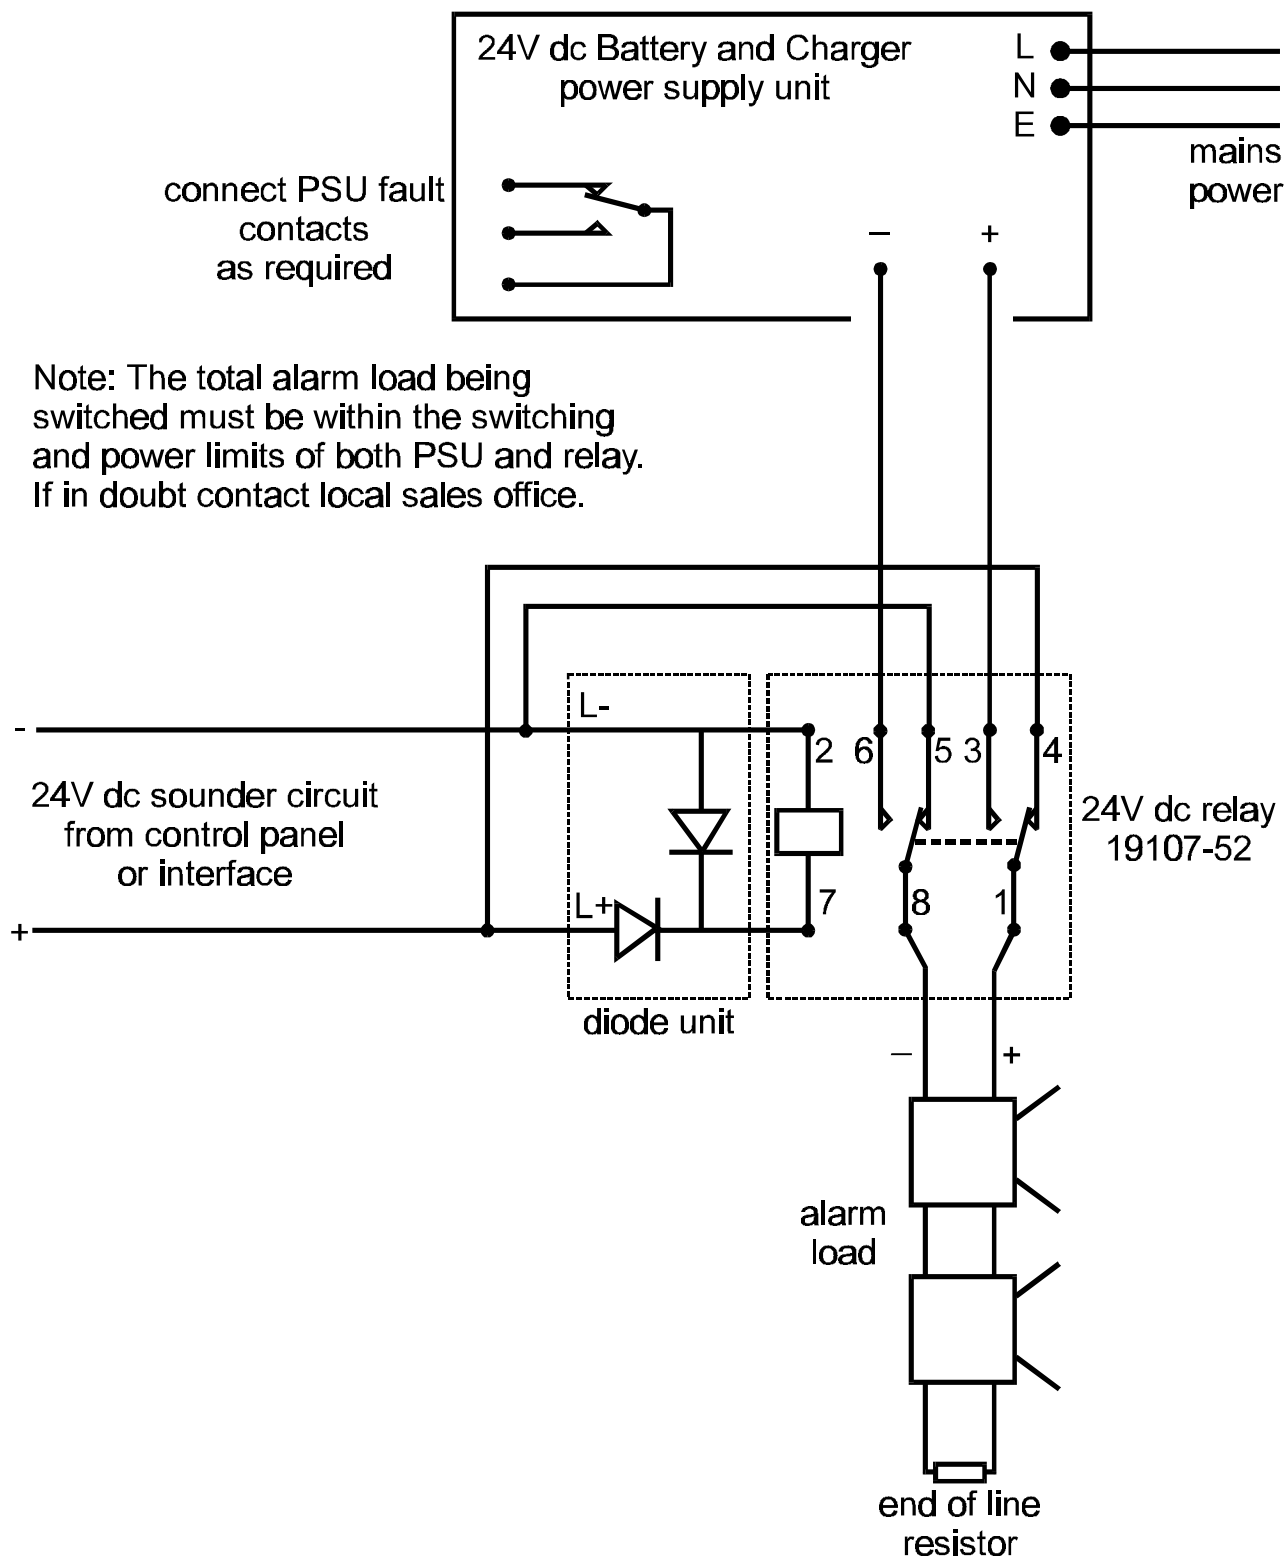 24V dc Battery and Charger
power supply unit
L
N
E
mains
power
connect PSU fault
contacts
as required
– +
Note: The total alarm load being
switched must be within the switching
and power limits of both PSU and relay.
If in doubt contact local sales office.
L-
-
2 6 5 3 4
24V dc sounder circuit
from control panel
or interface
24V dc relay
19107-52
L+
7 8 1
+
diode unit
– +
alarm
load
end of line
resistor